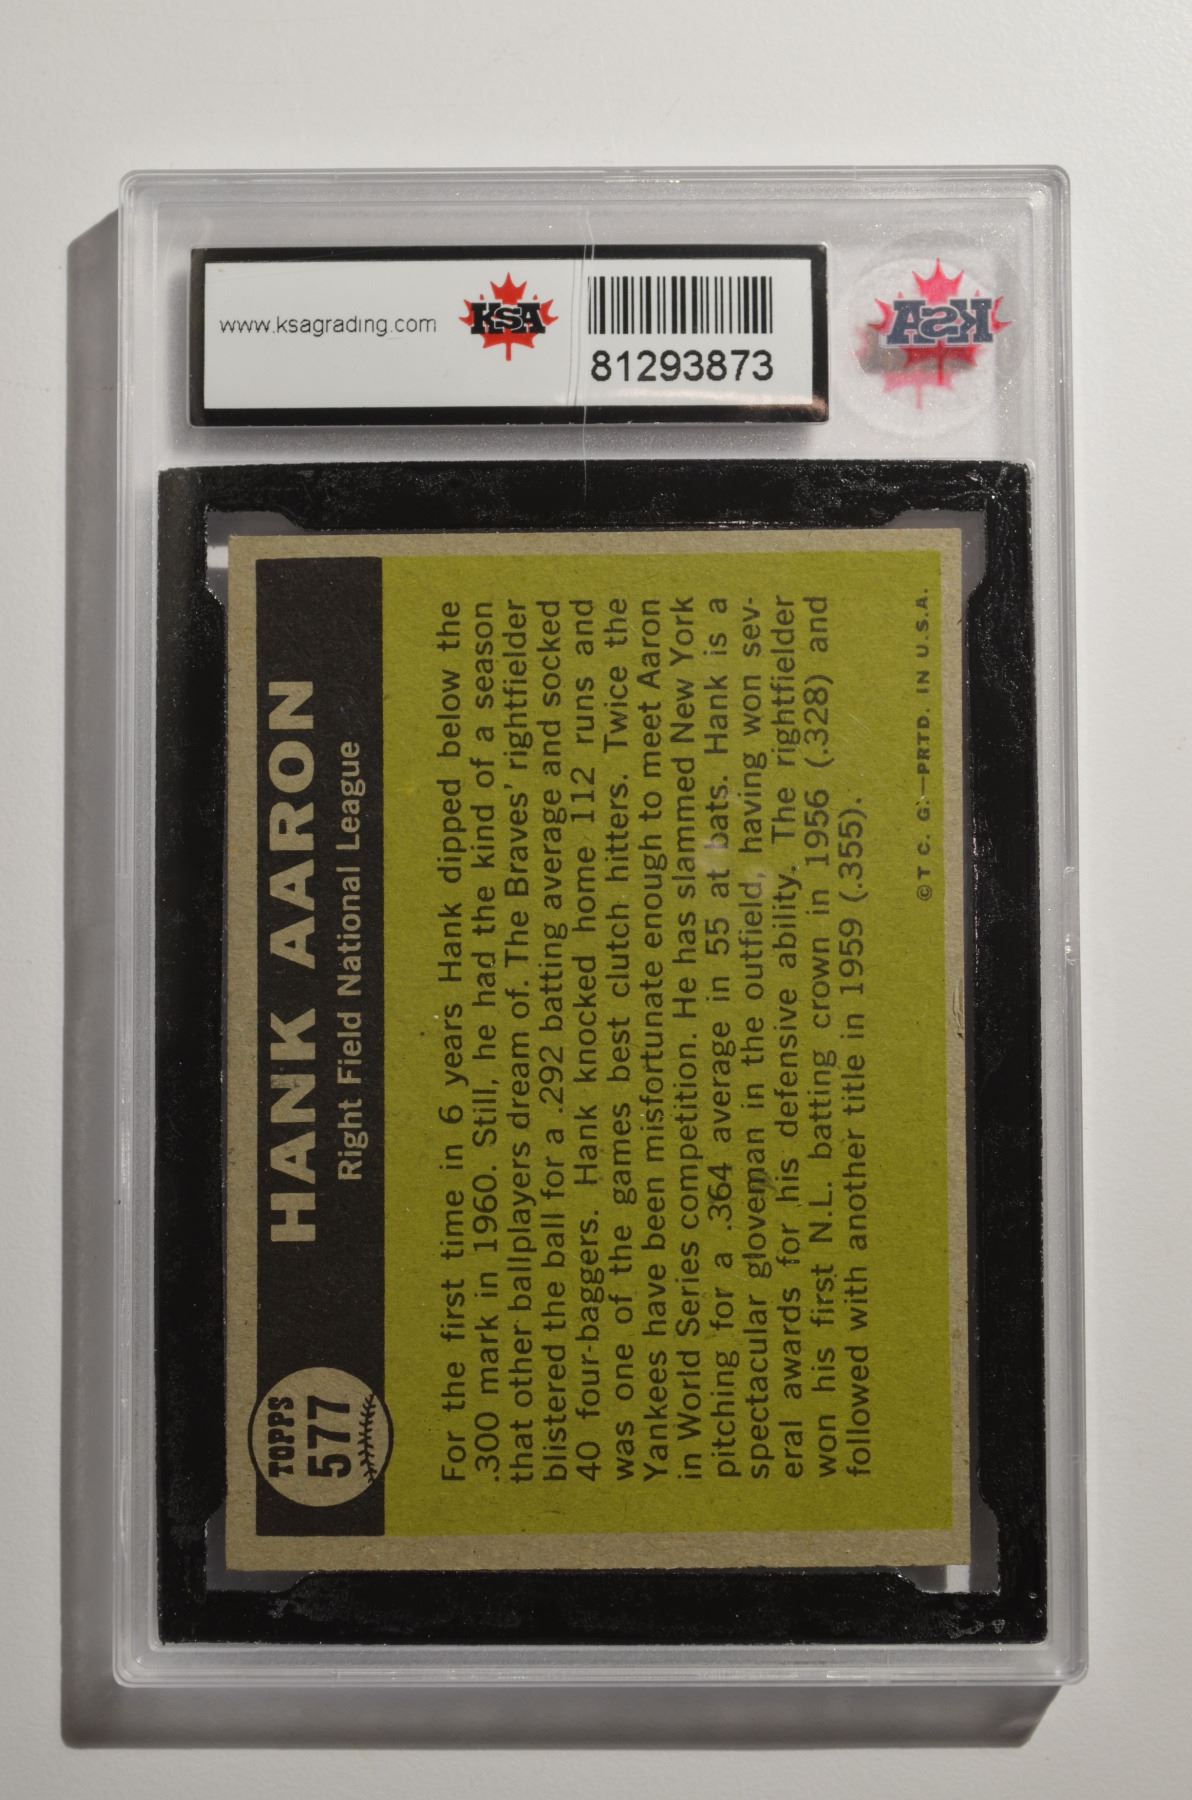 www.ksagrading.com
KSA
81293873
KSA
TOPPS
577
HANK AARON
Right Field National League
For the first time in 6 years Hank dipped below the
.300 mark in 1960. Still, he had the kind of a season
that other ballplayers dream of. The Braves' rightfielder
blistered the ball for a .292 batting average and socked
40 four-baggers. Hank knocked home 112 runs and
was one of the games best clutch hitters. Twice the
Yankees have been misfortunate enough to meet Aaron
in World Series competition. He has slammed New York
pitching for a .364 average in 55 at bats. Hank is a
spectacular gloveman in the outfield, having won sev-
eral awards for his defensive ability. The rightfielder
won his first N.L. batting crown in 1956 (.328) and
followed with another title in 1959 (.355).
© T. C. G.—PRTD. IN U.S.A.